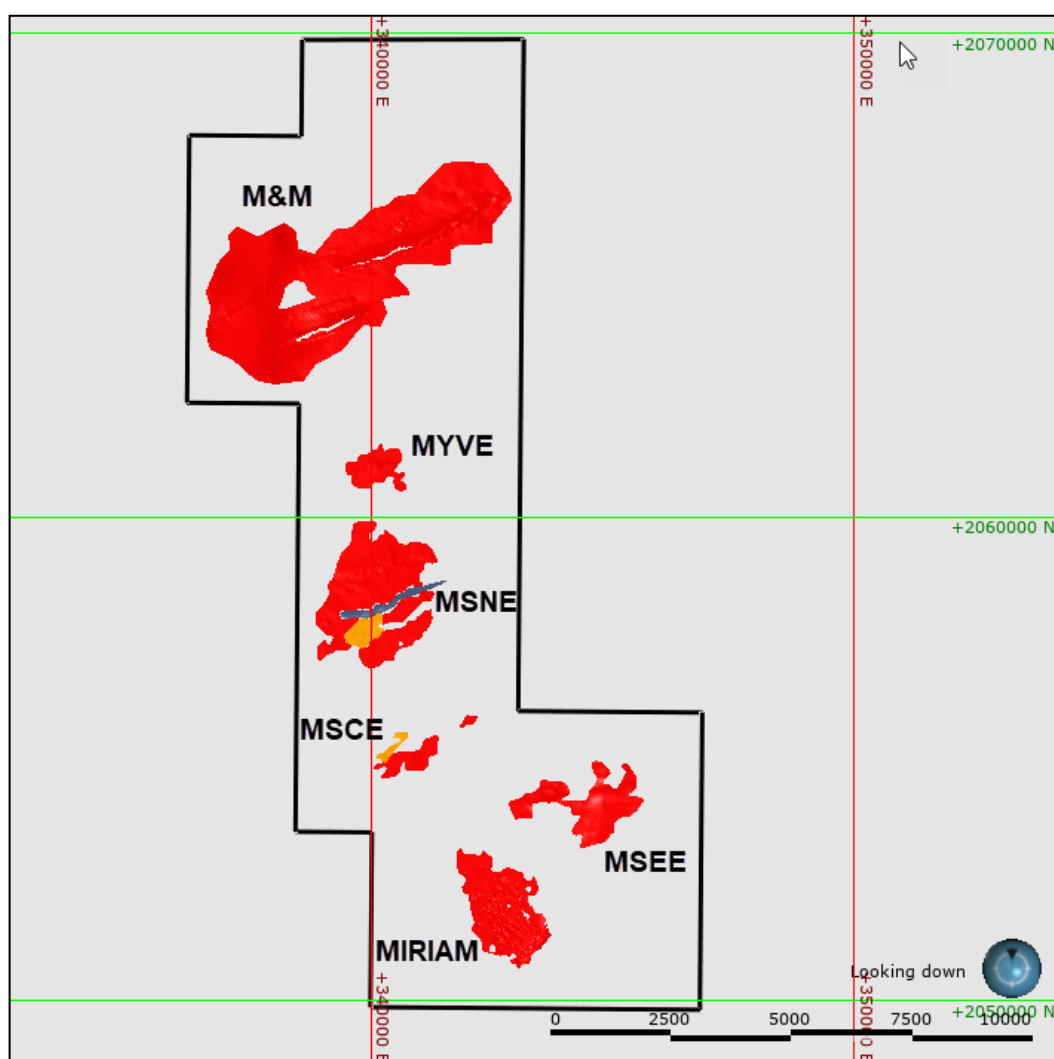 +340000 E
+350000 E
+2070000 N
M&M
MYVE
+2060000 N
MSNE
MSCE
MSEE
MIRIAM
Looking down
+340000 E
+350000 E
+2050000 N
0 2500 5000 7500 10000